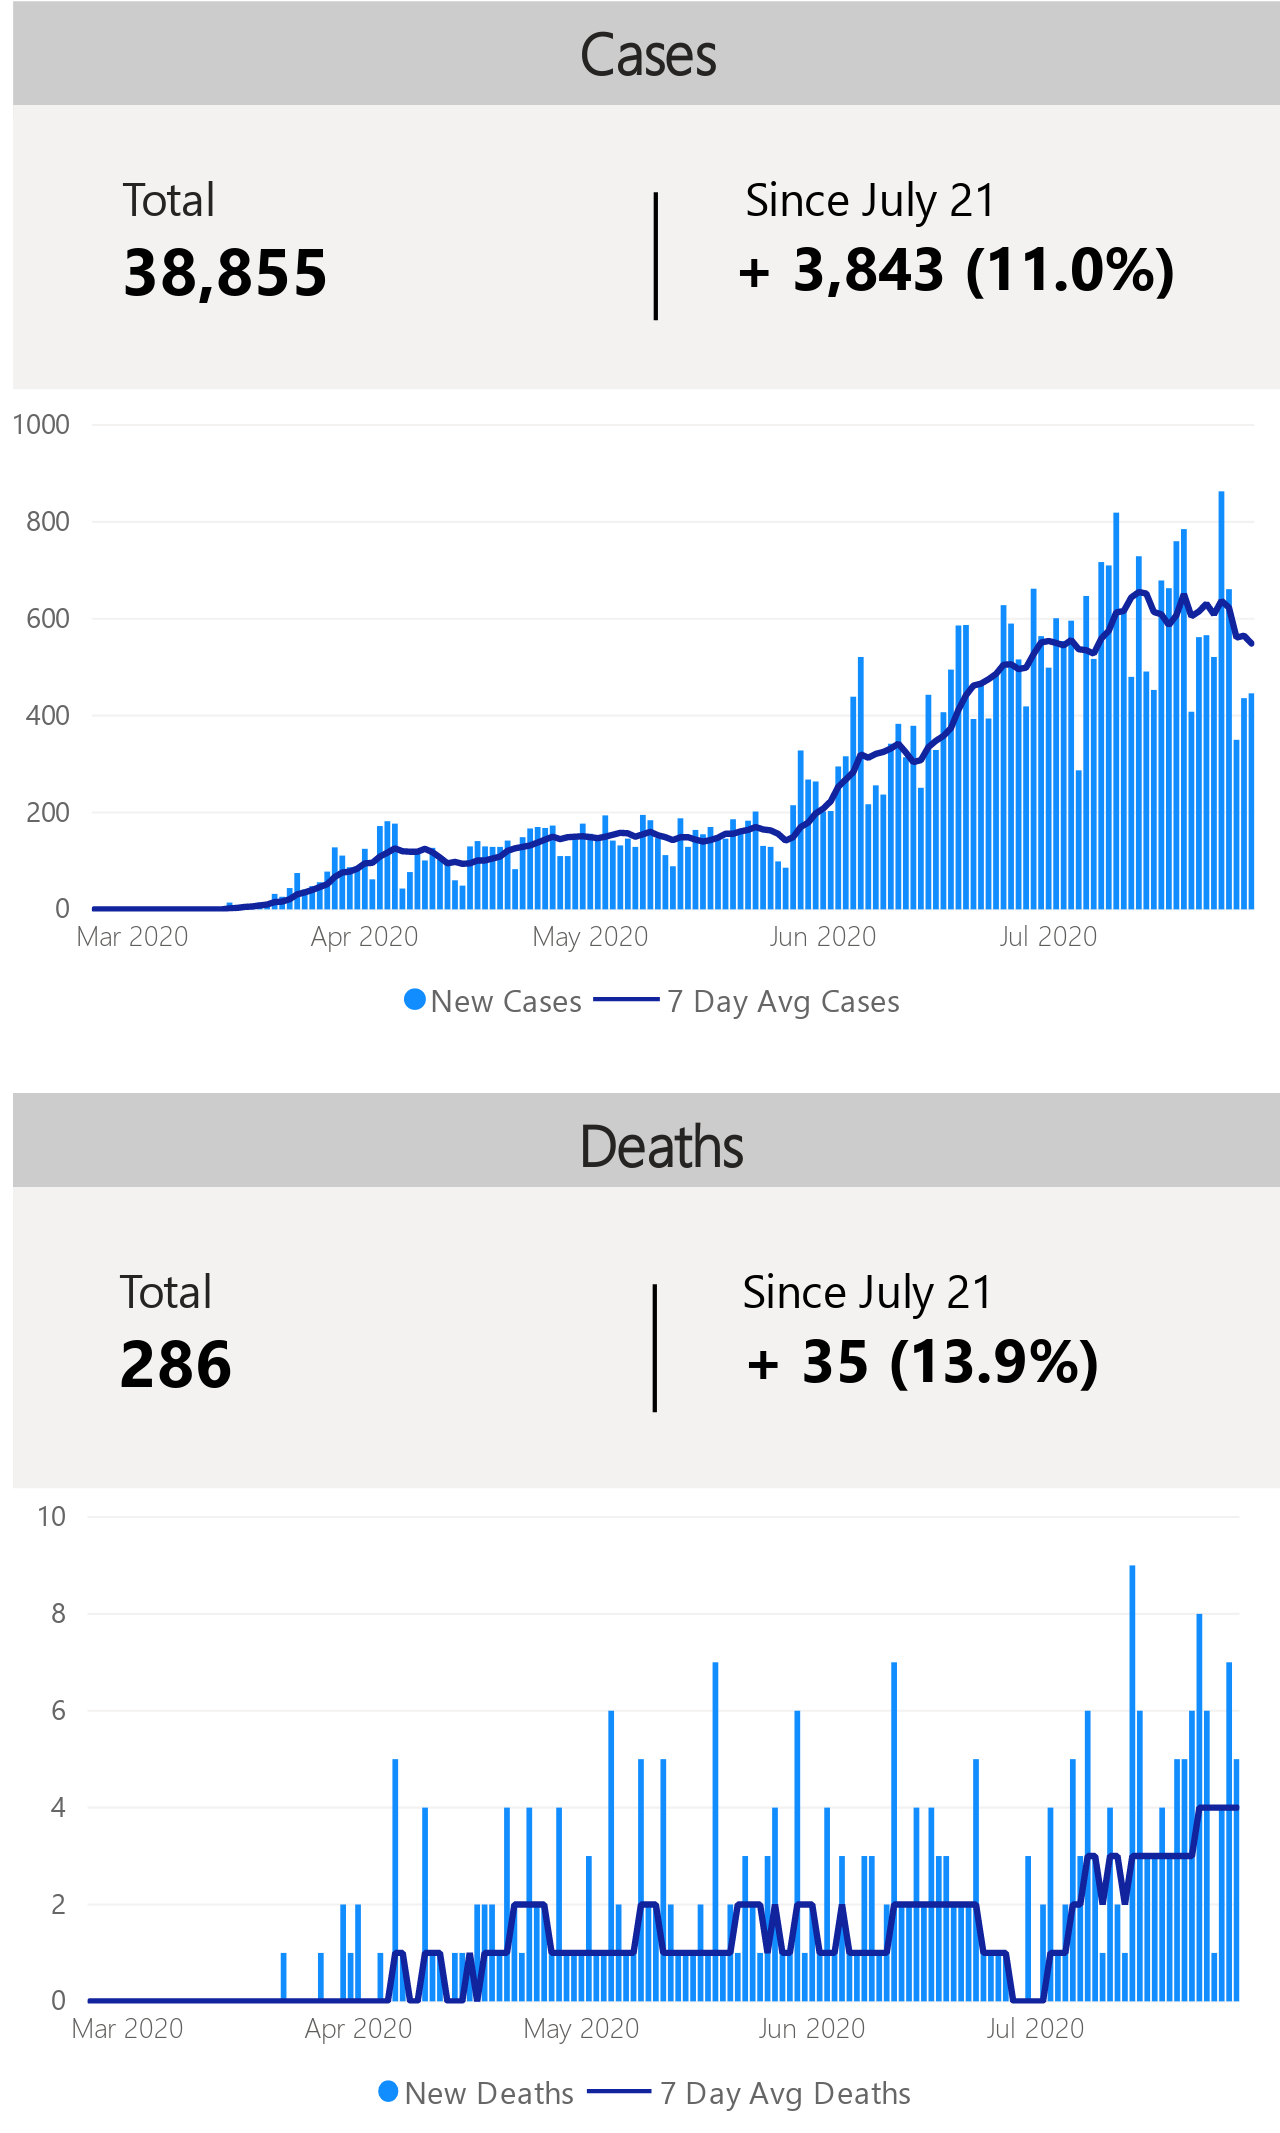 Cases
Total
Since July 21
38,855
+ 3,843 (11.0%)
1000
800
600
400
200
0
Mar 2020 Apr 2020 May 2020 Jun 2020 Jul 2020
New Cases 7 Day Avg Cases
Deaths
Total
Since July 21
286
+ 35 (13.9%)
10
8
6
4
2
0
Mar 2020 Apr 2020 May 2020 Jun 2020 Jul 2020
New Deaths 7 Day Avg Deaths